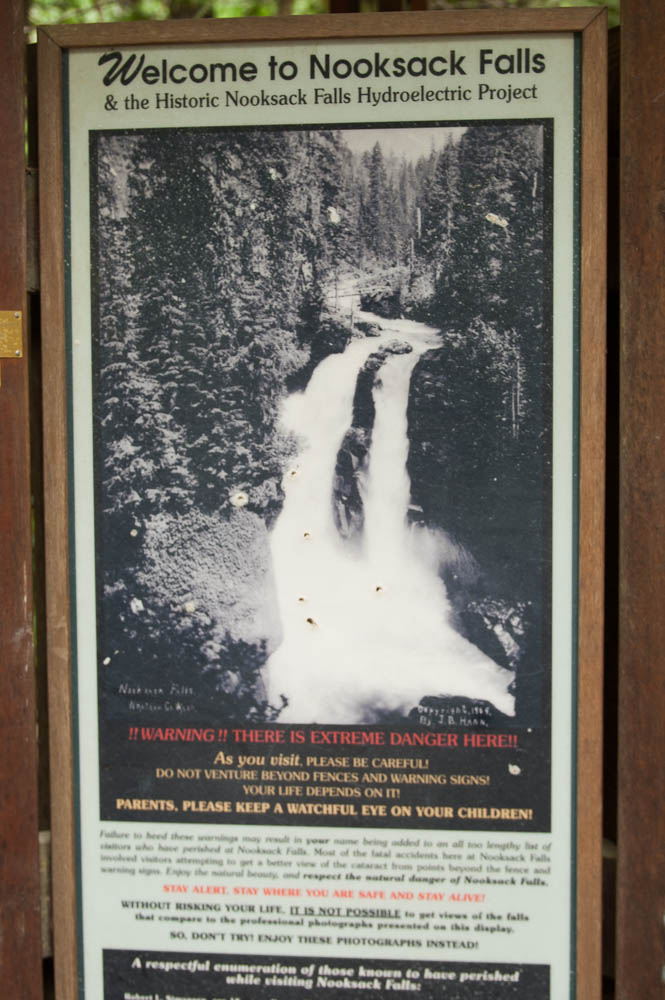 Welcome to Nooksack Falls
& the Historic Nooksack Falls Hydroelectric Project
Nooksack Falls.
Whatcom Co Wash.
Copyright, 1904,
By J.D. Hann.
!! WARNING !! THERE IS EXTREME DANGER HERE!!
As you visit, PLEASE BE CAREFUL!
DO NOT VENTURE BEYOND FENCES AND WARNING SIGNS!
YOUR LIFE DEPENDS ON IT!
PARENTS, PLEASE KEEP A WATCHFUL EYE ON YOUR CHILDREN!
Failure to heed these warnings may result in your name being added to an all too lengthy list of
visitors who have perished at Nooksack Falls. Most of the fatal accidents here at Nooksack Falls
involved visitors attempting to get a better view of the cataract from points beyond the fence and
warning signs. Enjoy the natural beauty, and respect the natural danger of Nooksack Falls.
STAY ALERT, STAY WHERE YOU ARE SAFE AND STAY ALIVE!
WITHOUT RISKING YOUR LIFE, IT IS NOT POSSIBLE to get views of the falls
that compare to the professional photographs presented on this display.
SO, DON'T TRY! ENJOY THESE PHOTOGRAPHS INSTEAD!
A respectful enumeration of those known to have perished
while visiting Nooksack Falls:
Robert L.